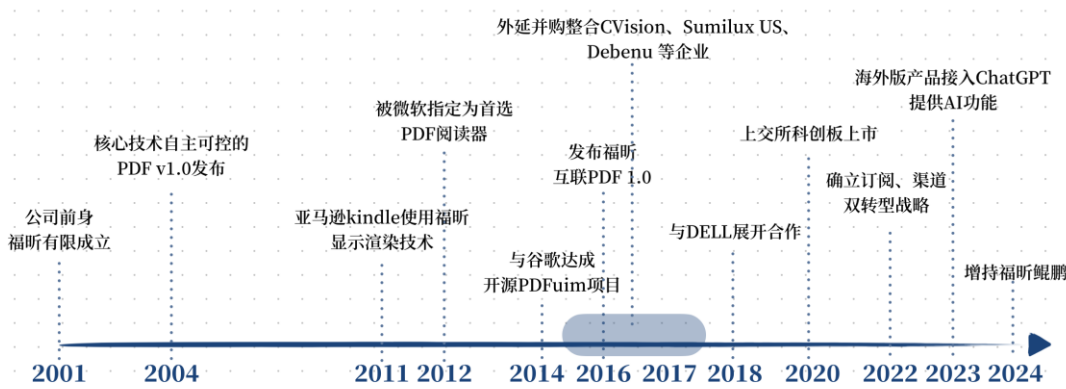 外延并购整合CVision、Sumilux US、
Debenu 等企业
海外版产品接入ChatGPT
提供AI功能
被微软指定为首选
PDF阅读器
核心技术自主可控的
PDF v1.0发布
上交所科创板上市
发布福昕
互联PDF 1.0
确立订阅、渠道
双转型战略
公司前身
福昕有限成立
亚马逊kindle使用福昕
显示渲染技术
与DELL展开合作
与谷歌达成
开源PDFuim项目
增持福昕鲲鹏
2001 2004 2011 2012 2014 2016 2017 2018 2020 2022 2023 2024